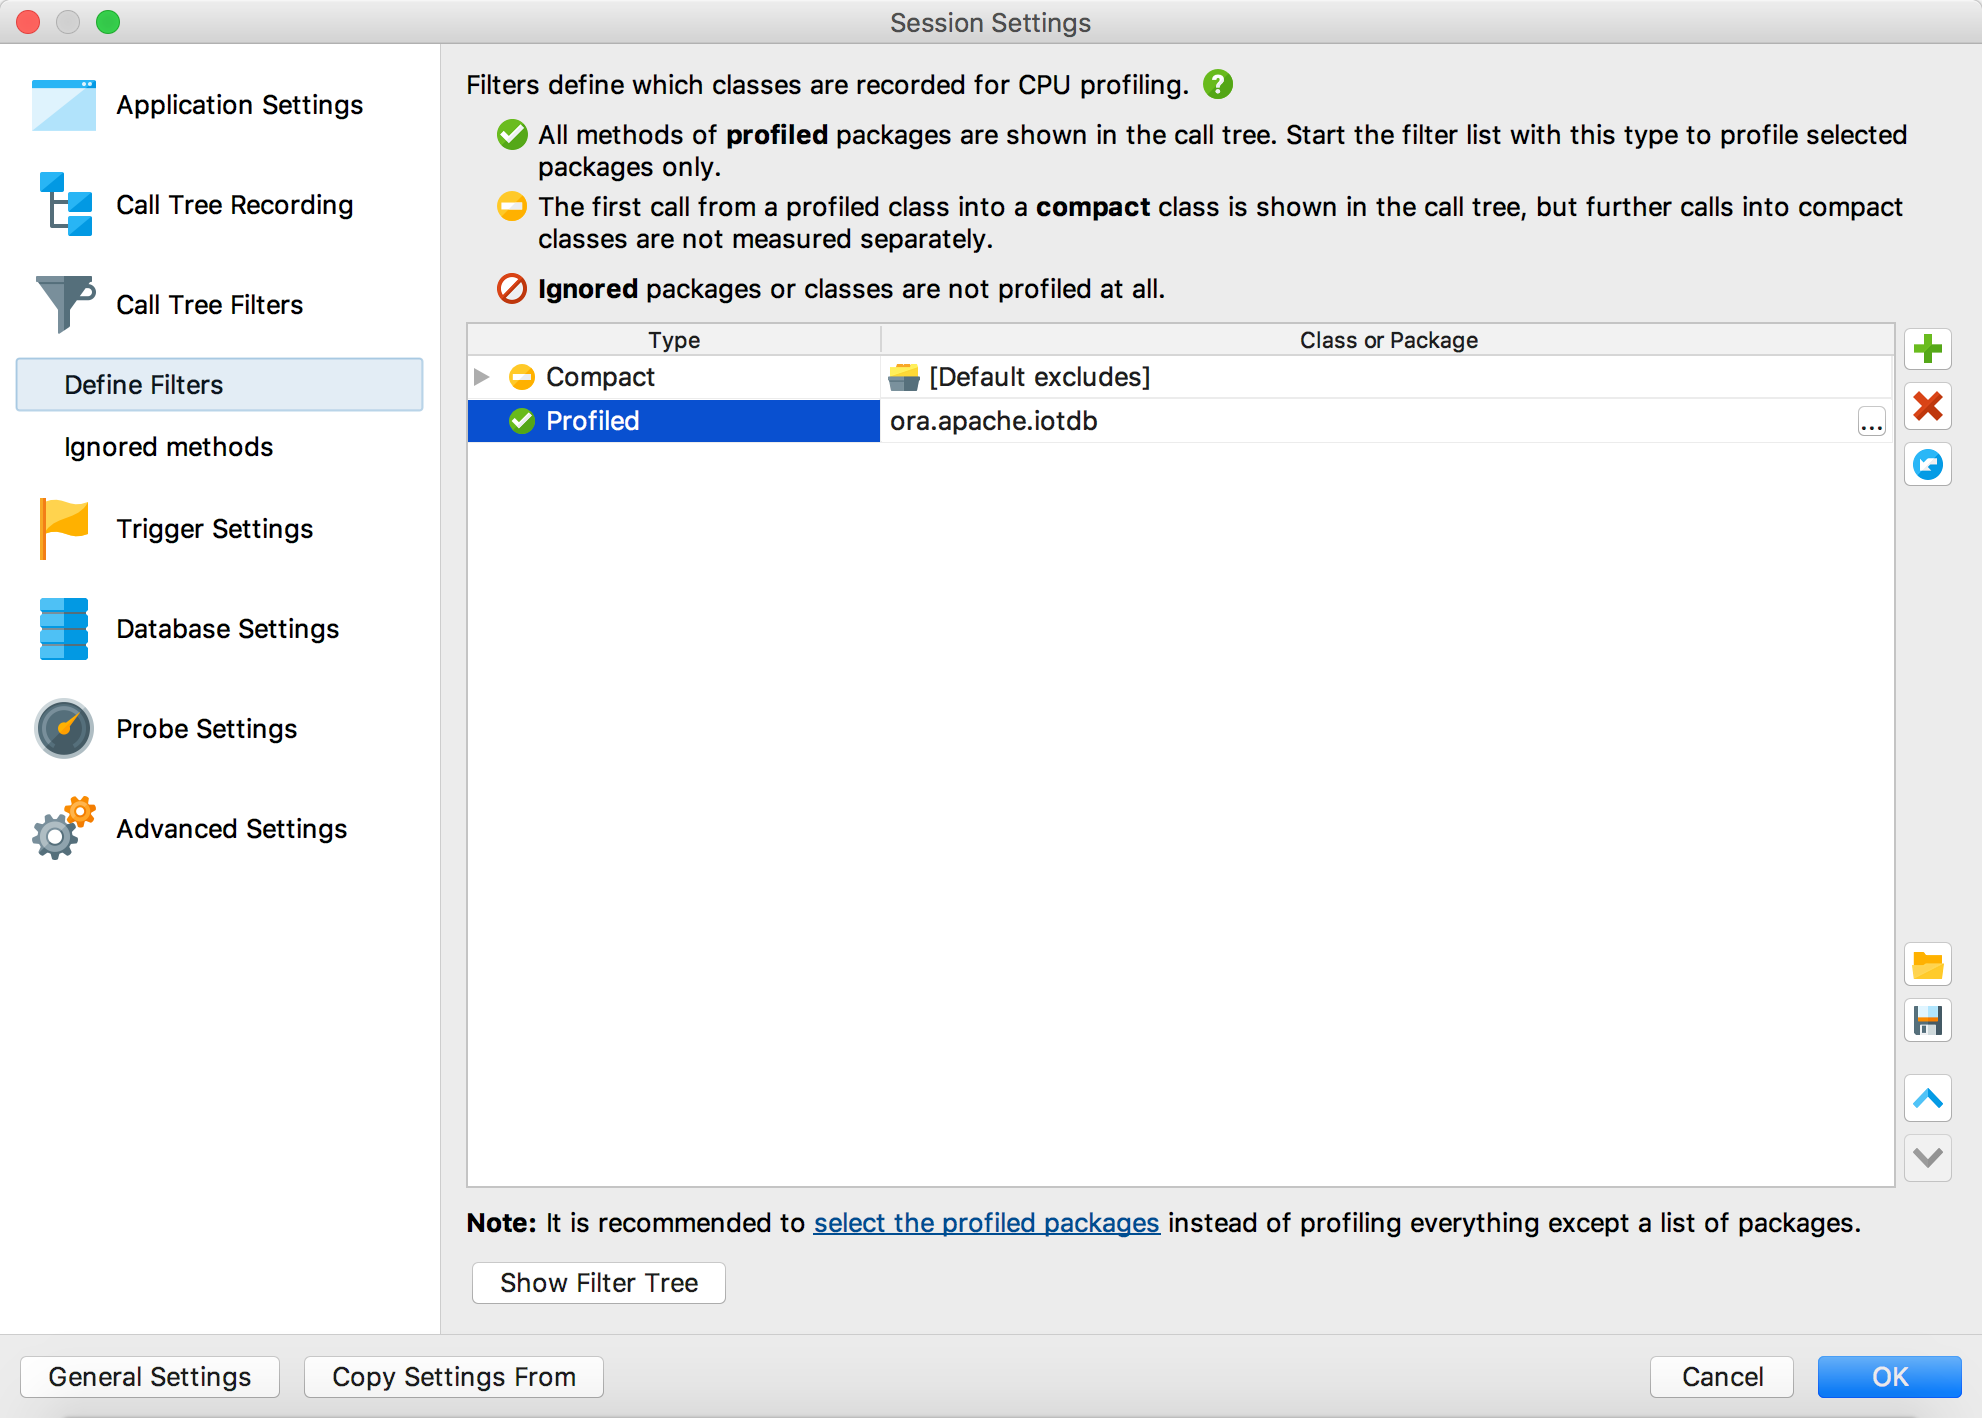 Session Settings
Application Settings
Call Tree Recording
Call Tree Filters
Define Filters
Ignored methods
Trigger Settings
Database Settings
Probe Settings
Advanced Settings
Filters define which classes are recorded for CPU profiling.
All methods of profiled packages are shown in the call tree. Start the filter list with this type to profile selected
packages only.
The first call from a profiled class into a compact class is shown in the call tree, but further calls into compact
classes are not measured separately.
Ignored packages or classes are not profiled at all.
Type Class or Package
Compact [Default excludes]
Profiled ora.apache.iotdb ...
Note: It is recommended to select the profiled packages instead of profiling everything except a list of packages.
Show Filter Tree
General Settings Copy Settings From Cancel OK